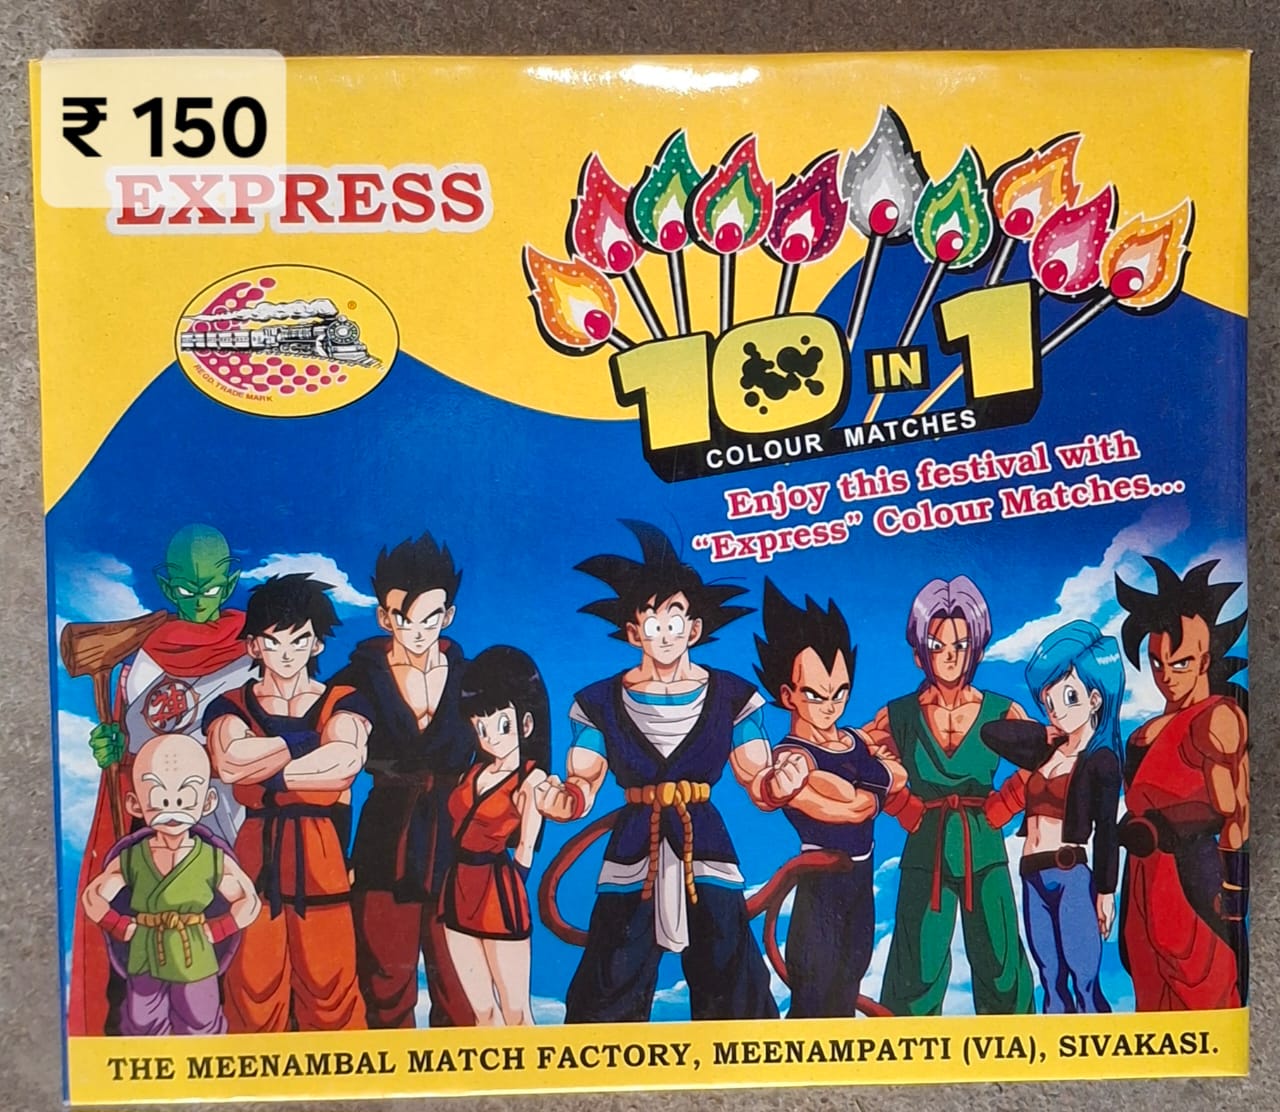 ₹ 150
EXPRESS
®
REGD. TRADE MARK
10 IN 1
COLOUR MATCHES
Enjoy this festival with
“Express” Colour Matches...
神
THE MEENAMBAL MATCH FACTORY, MEENAMPATTI (VIA), SIVAKASI.